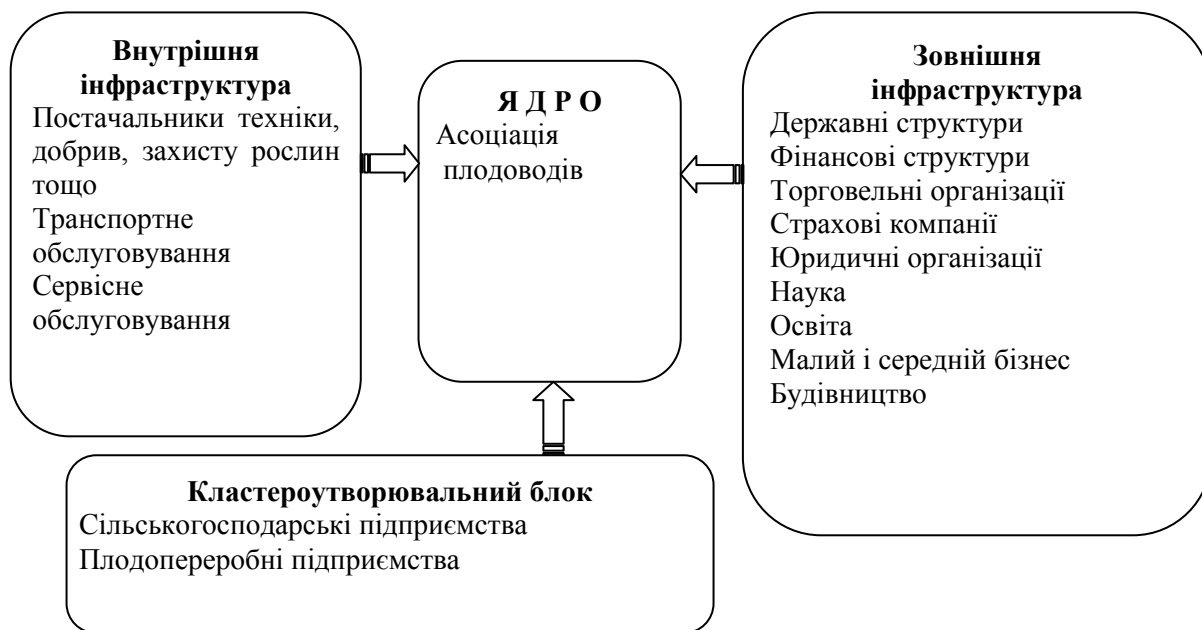 Внутрішня
інфраструктура
Постачальники техніки,
добрив, захисту рослин
тощо
Транспортне
обслуговування
Сервісне
обслуговування
Я Д Р О
Асоціація
плодоводів
Зовнішня
інфраструктура
Державні структури
Фінансові структури
Торговельні організації
Страхові компанії
Юридичні організації
Наука
Освіта
Малий і середній бізнес
Будівництво
Кластероутворювальний блок
Сільськогосподарські підприємства
Плодопереробні підприємства